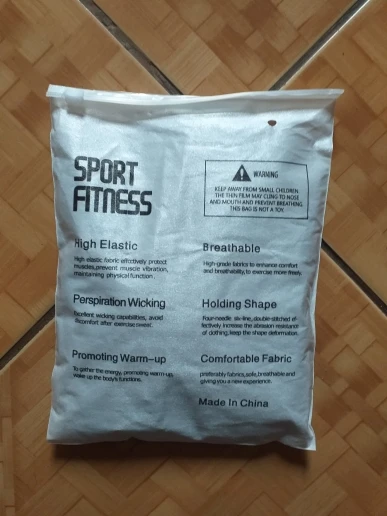 SPORT
FITNESS
WARNING
KEEP AWAY FROM SMALL CHILDREN.
THE THIN FILM MAY CLING TO NOSE
AND MOUTH AND PREVENT BREATHING.
THIS BAG IS NOT A TOY.
High Elastic
High elastic fabric effectively protect
muscles, prevent muscle vibration,
maintaining physical function.
Breathable
High-grade fabrics to enhance comfort
and breathability, to exercise more freely.
Perspiration Wicking
Excellent wicking capabilities, avoid
discomfort after exercise sweat.
Holding Shape
Four-needle six-line, double-stitched ef-
fectively increase the abrasion resistance
of clothing, keep the shape deformation.
Promoting Warm-up
To gather the energy, promoting warm-up,
wake up the body's functions.
Comfortable Fabric
preferably fabrics, safe, breathable and
giving you a new experience.
Made In China